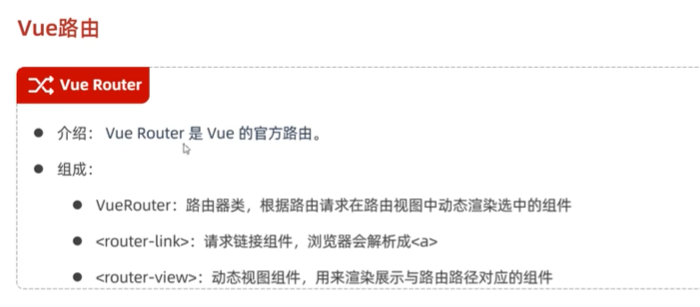 Vue路由
Vue Router
介绍： Vue Router 是 Vue 的官方路由。
组成：
VueRouter：路由器类，根据路由请求在路由视图中动态渲染选中的组件
<router-link>：请求链接组件，浏览器会解析成<a>
<router-view>：动态视图组件，用来渲染展示与路由路径对应的组件